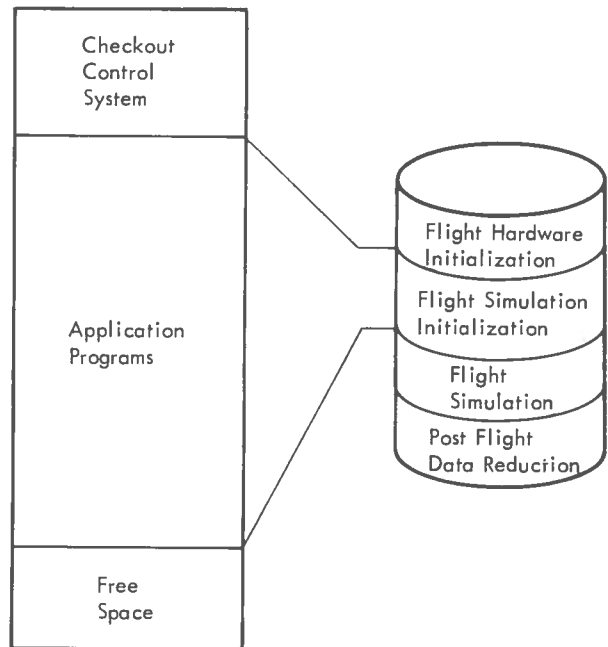 Checkout
Control
System
Application
Programs
Free
Space
Flight Hardware
Initialization
Flight Simulation
Initialization
Flight
Simulation
Post Flight
Data Reduction